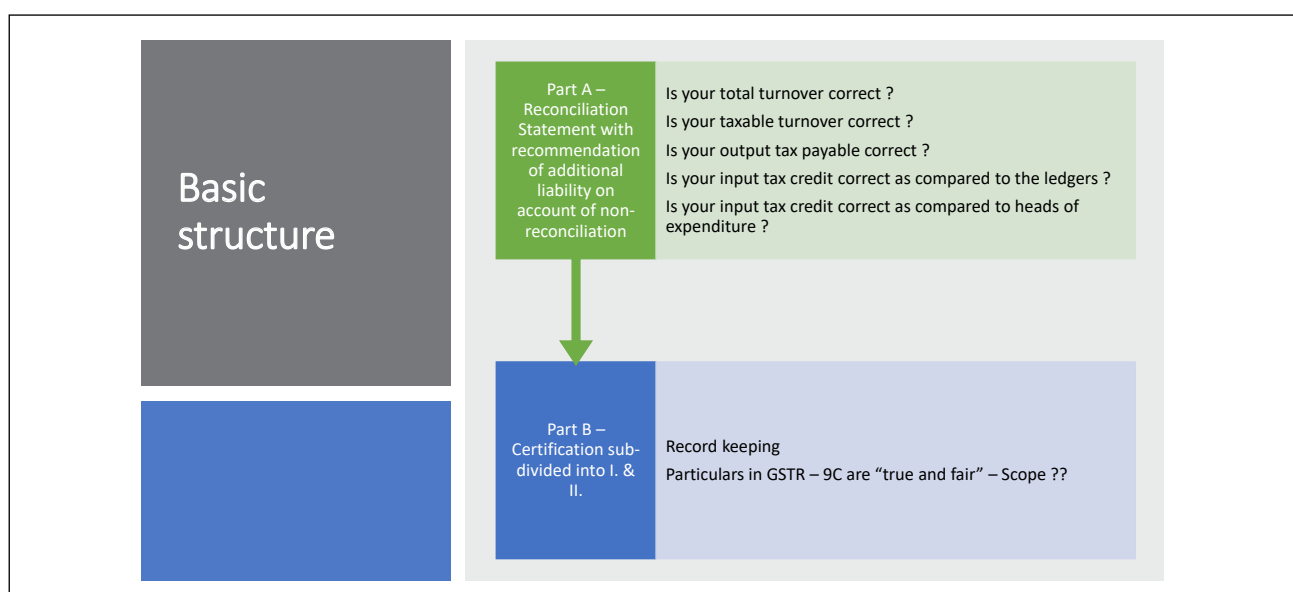 Basic
structure
Part A –
Reconciliation
Statement with
recommendation
of additional
liability on
account of non-
reconciliation
Is your total turnover correct ?
Is your taxable turnover correct ?
Is your output tax payable correct ?
Is your input tax credit correct as compared to the ledgers ?
Is your input tax credit correct as compared to heads of
expenditure ?
Part B –
Certification sub-
divided into I. &
II.
Record keeping
Particulars in GSTR – 9C are “true and fair” – Scope ??